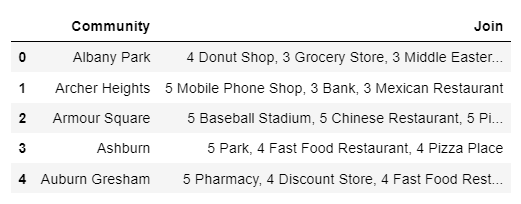 Community Join
0 Albany Park 4 Donut Shop, 3 Grocery Store, 3 Middle Easter...
1 Archer Heights 5 Mobile Phone Shop, 3 Bank, 3 Mexican Restaurant
2 Armour Square 5 Baseball Stadium, 5 Chinese Restaurant, 5 Pi...
3 Ashburn 5 Park, 4 Fast Food Restaurant, 4 Pizza Place
4 Auburn Gresham 5 Pharmacy, 4 Discount Store, 4 Fast Food Rest...